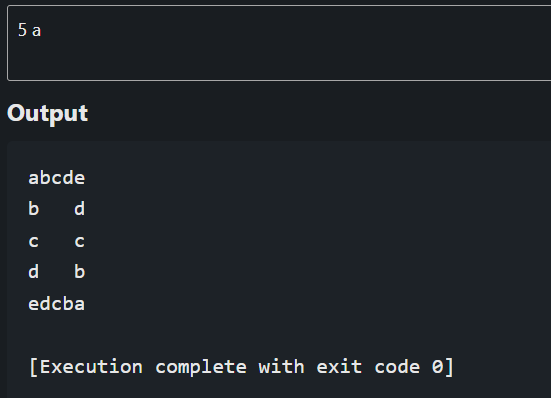 5 a
Output
abcde
b   d
c   c
d   b
edcba
[Execution complete with exit code 0]